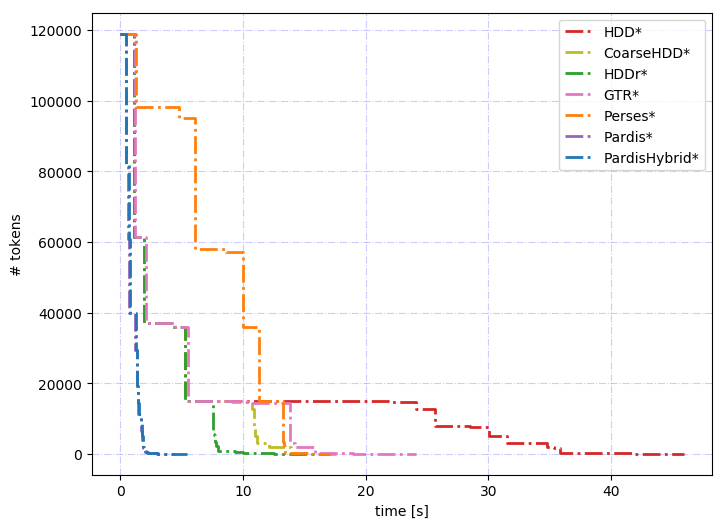 120000
100000
80000
60000
40000
20000
0
# tokens
0 10 20 30 40
time [s]
HDD*
CoarseHDD*
HDDr*
GTR*
Perses*
Pardis*
PardisHybrid*